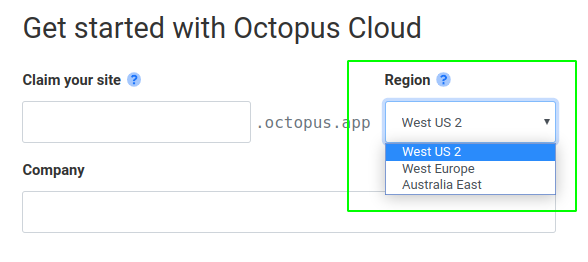 Get started with Octopus Cloud
Claim your site ?
Region ?
.octopus.app
West US 2
West US 2
West Europe
Australia East
Company